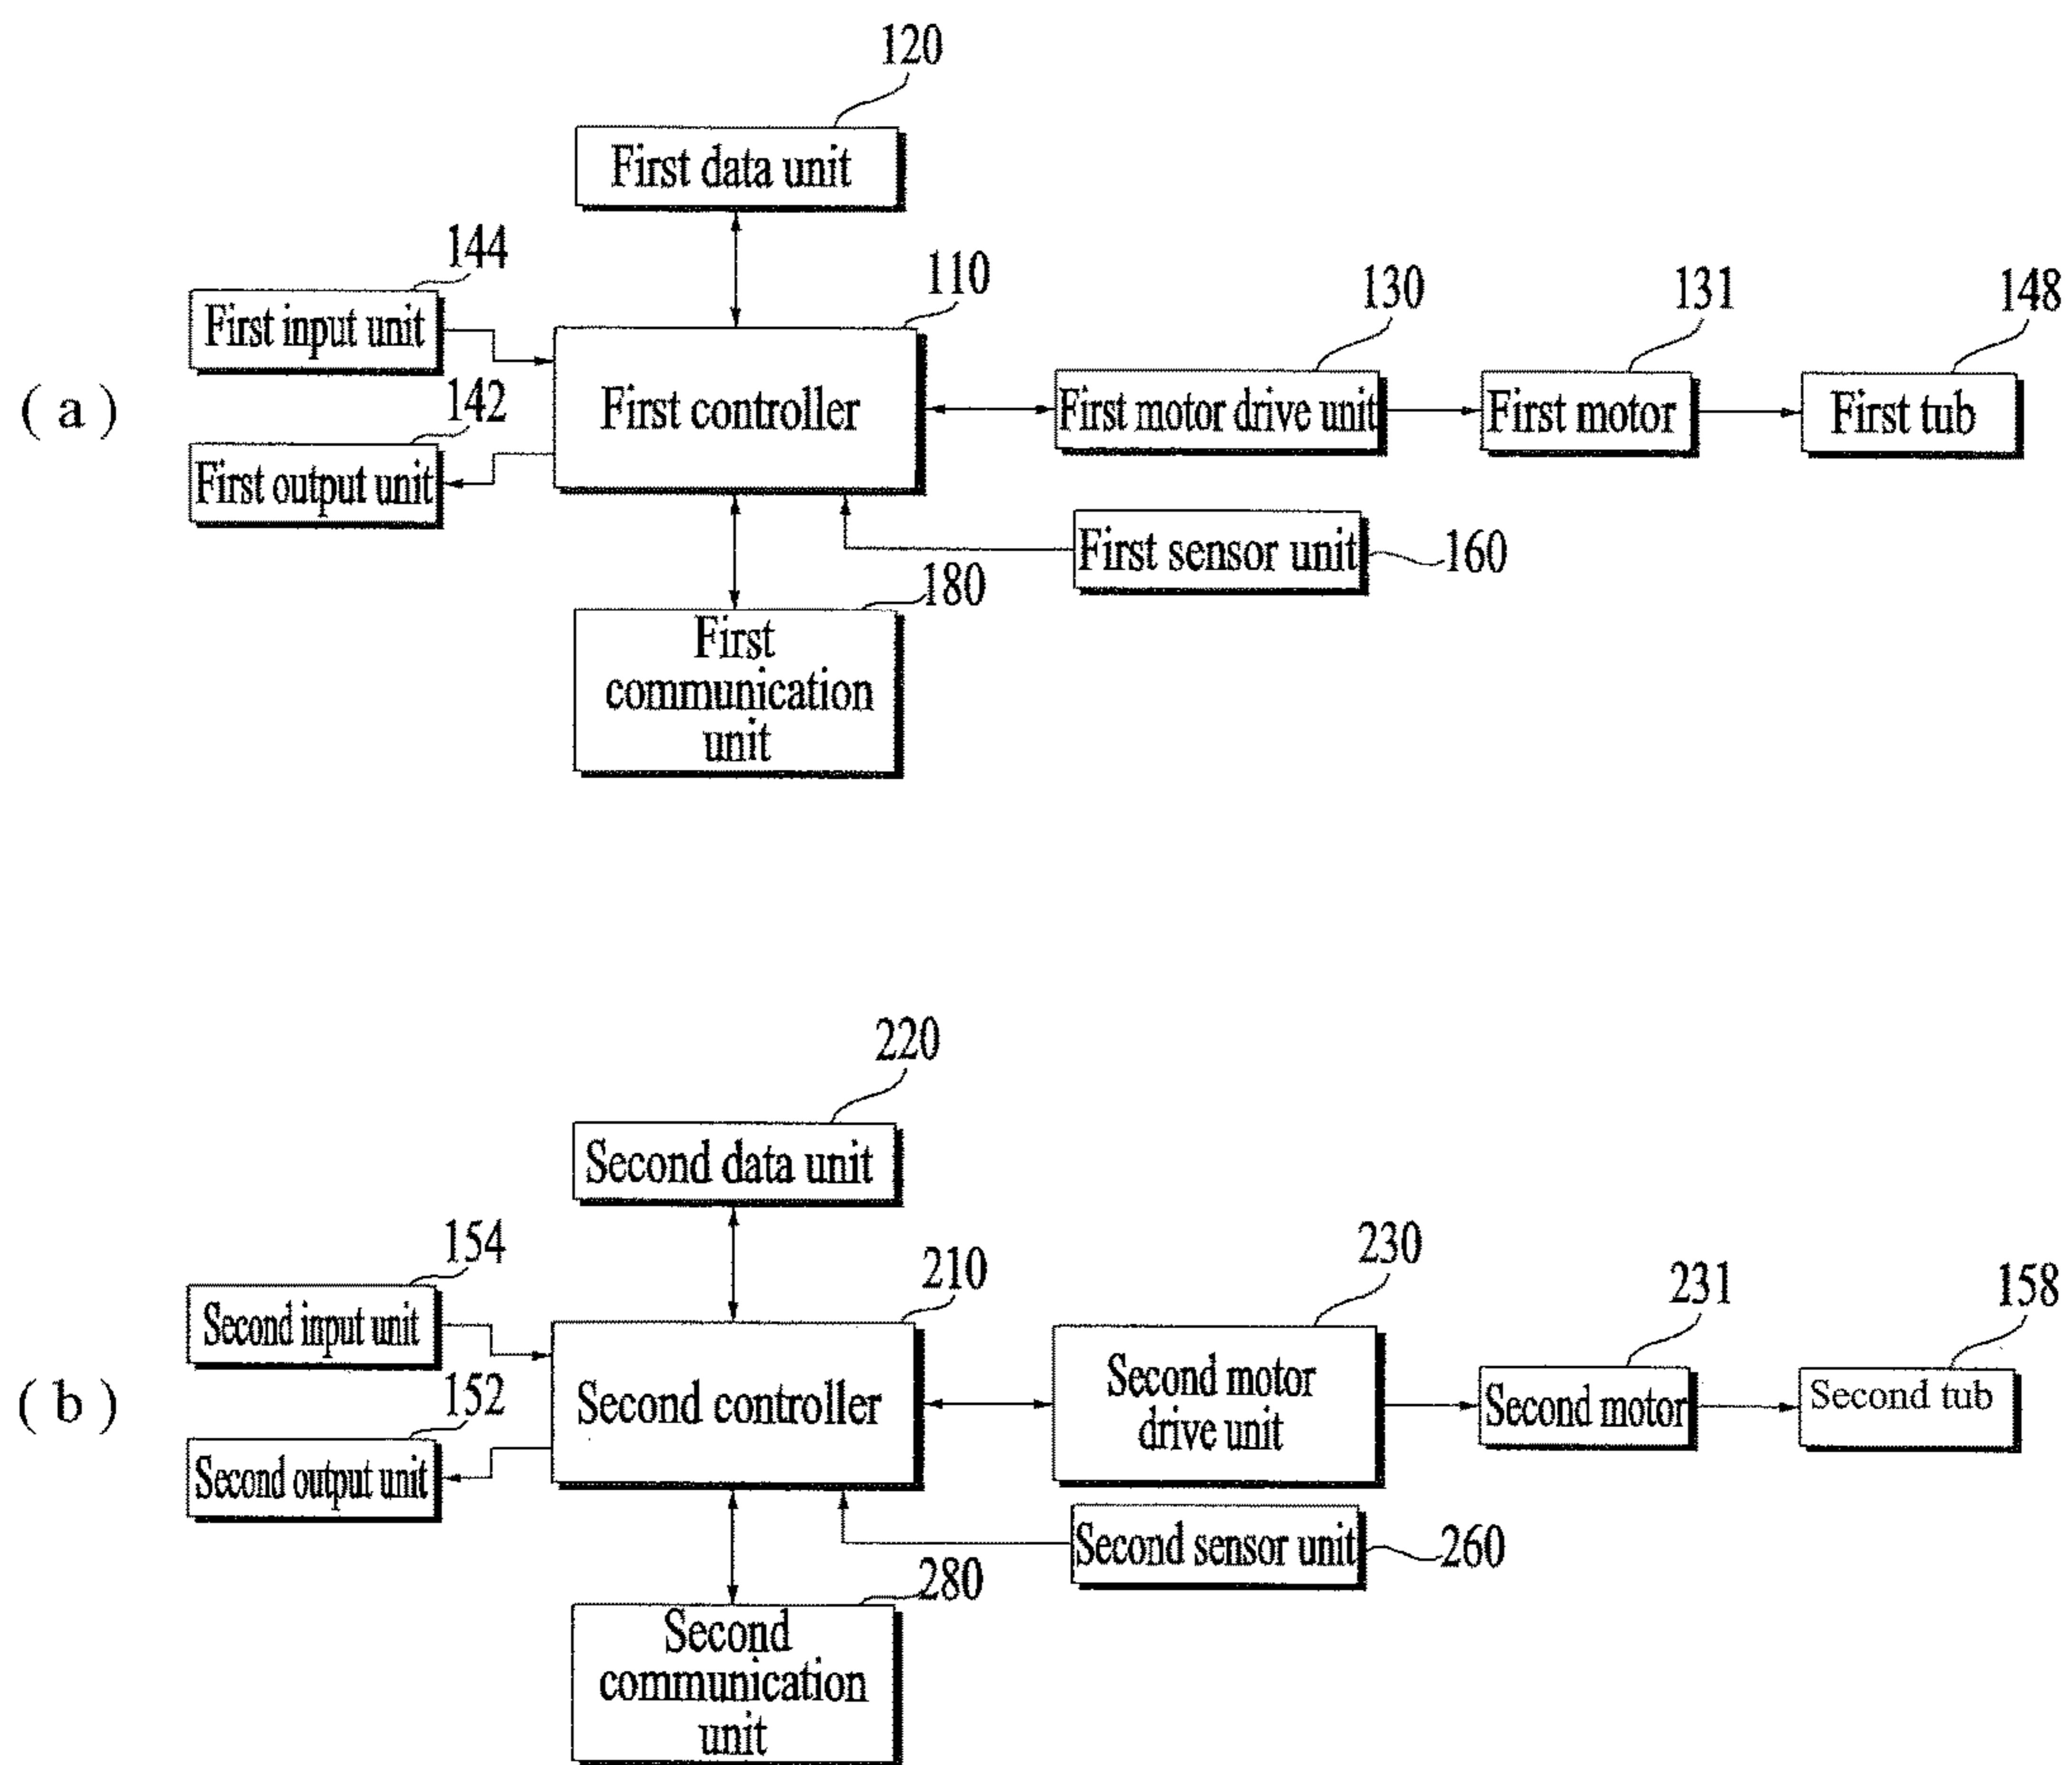 120
First data unit
144
First input unit
110
130
131
148
( a )
142
First controller
First motor drive unit
First motor
First tub
First output unit
First sensor unit
160
180
First
communication
unit
220
Second data unit
154
Second input unit
210
230
231
158
( b )
152
Second controller
Second motor
drive unit
Second motor
Second tub
Second output unit
Second sensor unit
260
280
Second
communication
unit